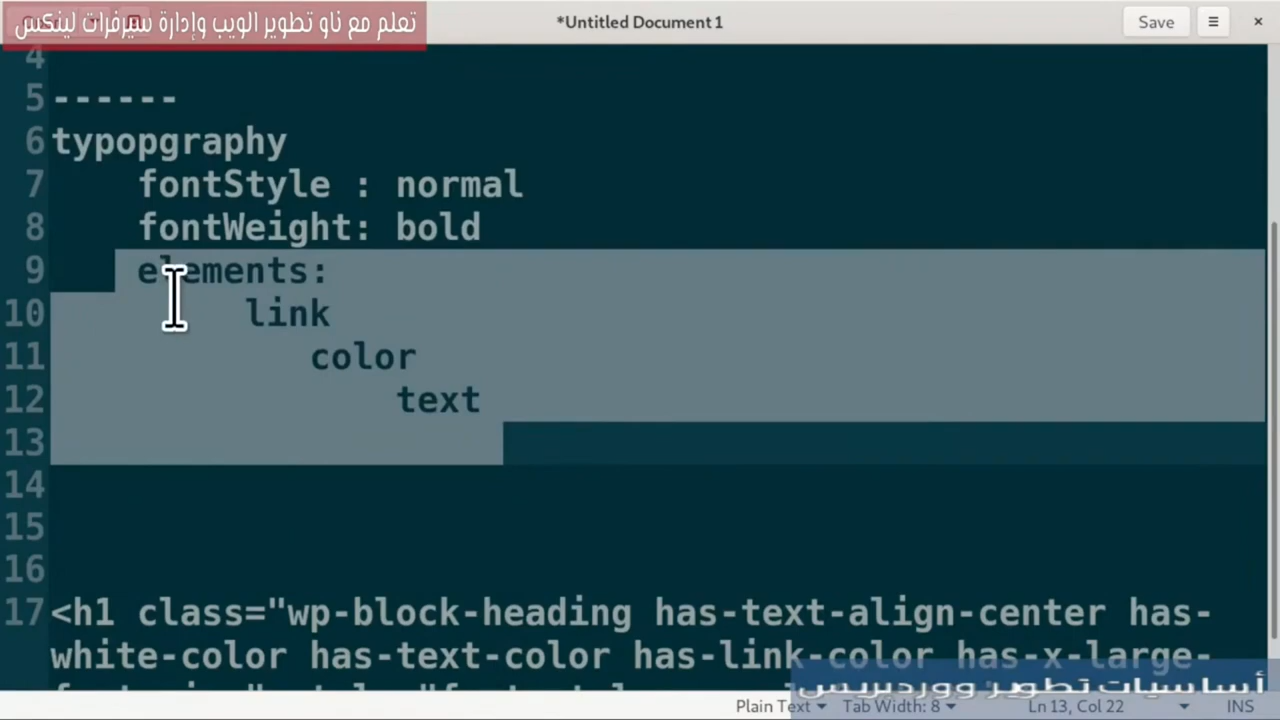 تعلم مع ناو تطوير الويب وإدارة سيرفرات لينكس
*Untitled Document 1
Save
4
5 ------
6 typopgraphy
7 fontStyle : normal
8 fontWeight: bold
9 elements:
10 link
11 color
12 text
13
14
15
16
17 <h1 class="wp-block-heading has-text-align-center has-
white-color has-text-color has-link-color has-x-large-
أساسيات تطوير ووردبريس
Plain Text
Tab Width: 8
Ln 13, Col 22
INS